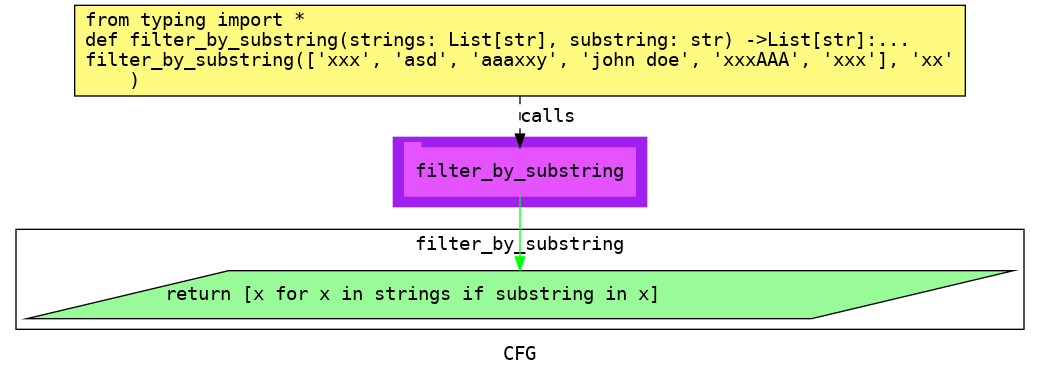 from typing import *
def filter_by_substring(strings: List[str], substring: str) ->List[str]:...
filter_by_substring(['xxx', 'asd', 'aaaxxy', 'john doe', 'xxxAAA', 'xxx'], 'xx'
    )
calls
filter_by_substring
filter_by_substring
return [x for x in strings if substring in x]
CFG